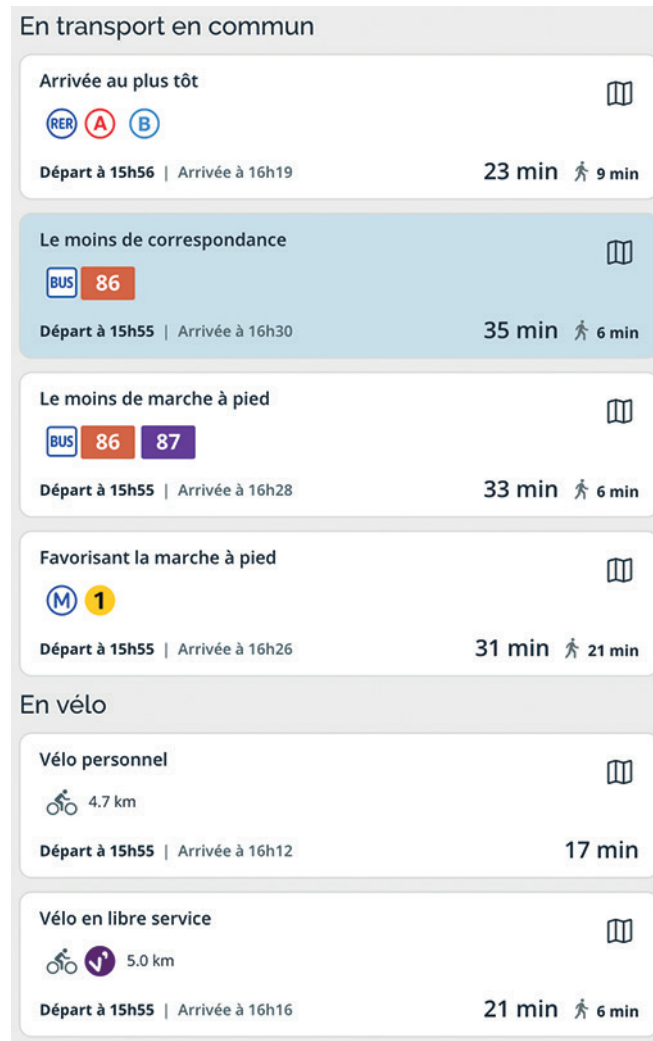 En transport en commun
Arrivée au plus tôt
RER A B
Départ à 15h56 | Arrivée à 16h19 23 min 9 min
Le moins de correspondance
BUS 86
Départ à 15h55 | Arrivée à 16h30 35 min 6 min
Le moins de marche à pied
BUS 86 87
Départ à 15h55 | Arrivée à 16h28 33 min 6 min
Favorisant la marche à pied
M 1
Départ à 15h55 | Arrivée à 16h26 31 min 21 min
En vélo
Vélo personnel
4.7 km
Départ à 15h55 | Arrivée à 16h12 17 min
Vélo en libre service
5.0 km
Départ à 15h55 | Arrivée à 16h16 21 min 6 min